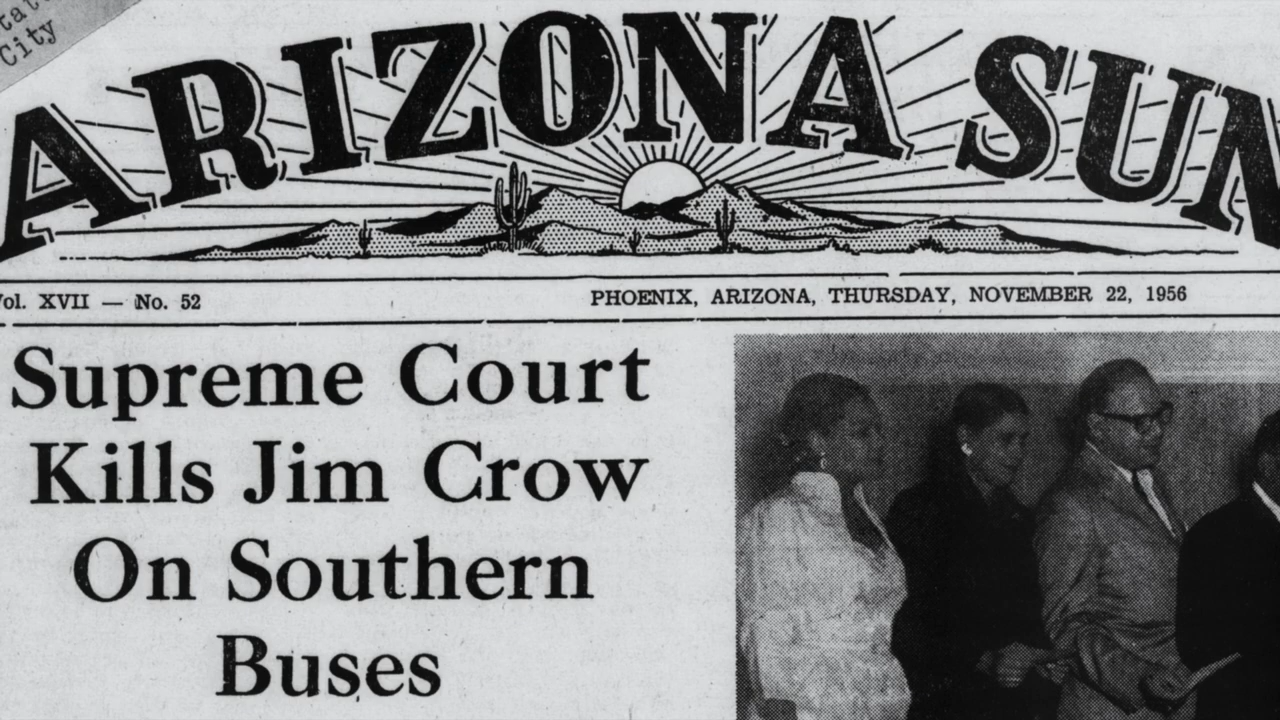 City
ARIZONA SUN
Vol. XVII — No. 52
PHOENIX, ARIZONA, THURSDAY, NOVEMBER 22, 1956
Supreme Court
Kills Jim Crow
On Southern
Buses